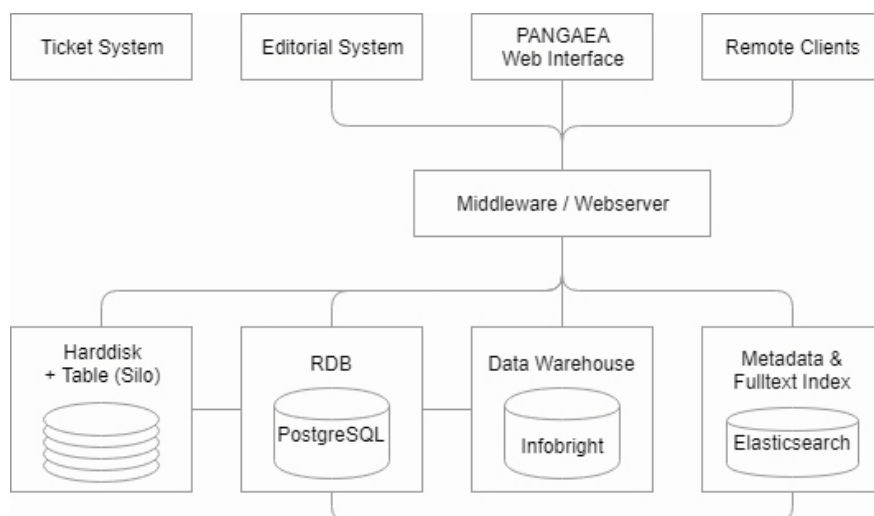 Ticket System
Editorial System
PANGAEA
Web Interface
Remote Clients
Middleware / Webserver
Harddisk
+ Table (Silo)
RDB
PostgreSQL
Data Warehouse
Infobright
Metadata &
Fulltext Index
Elasticsearch